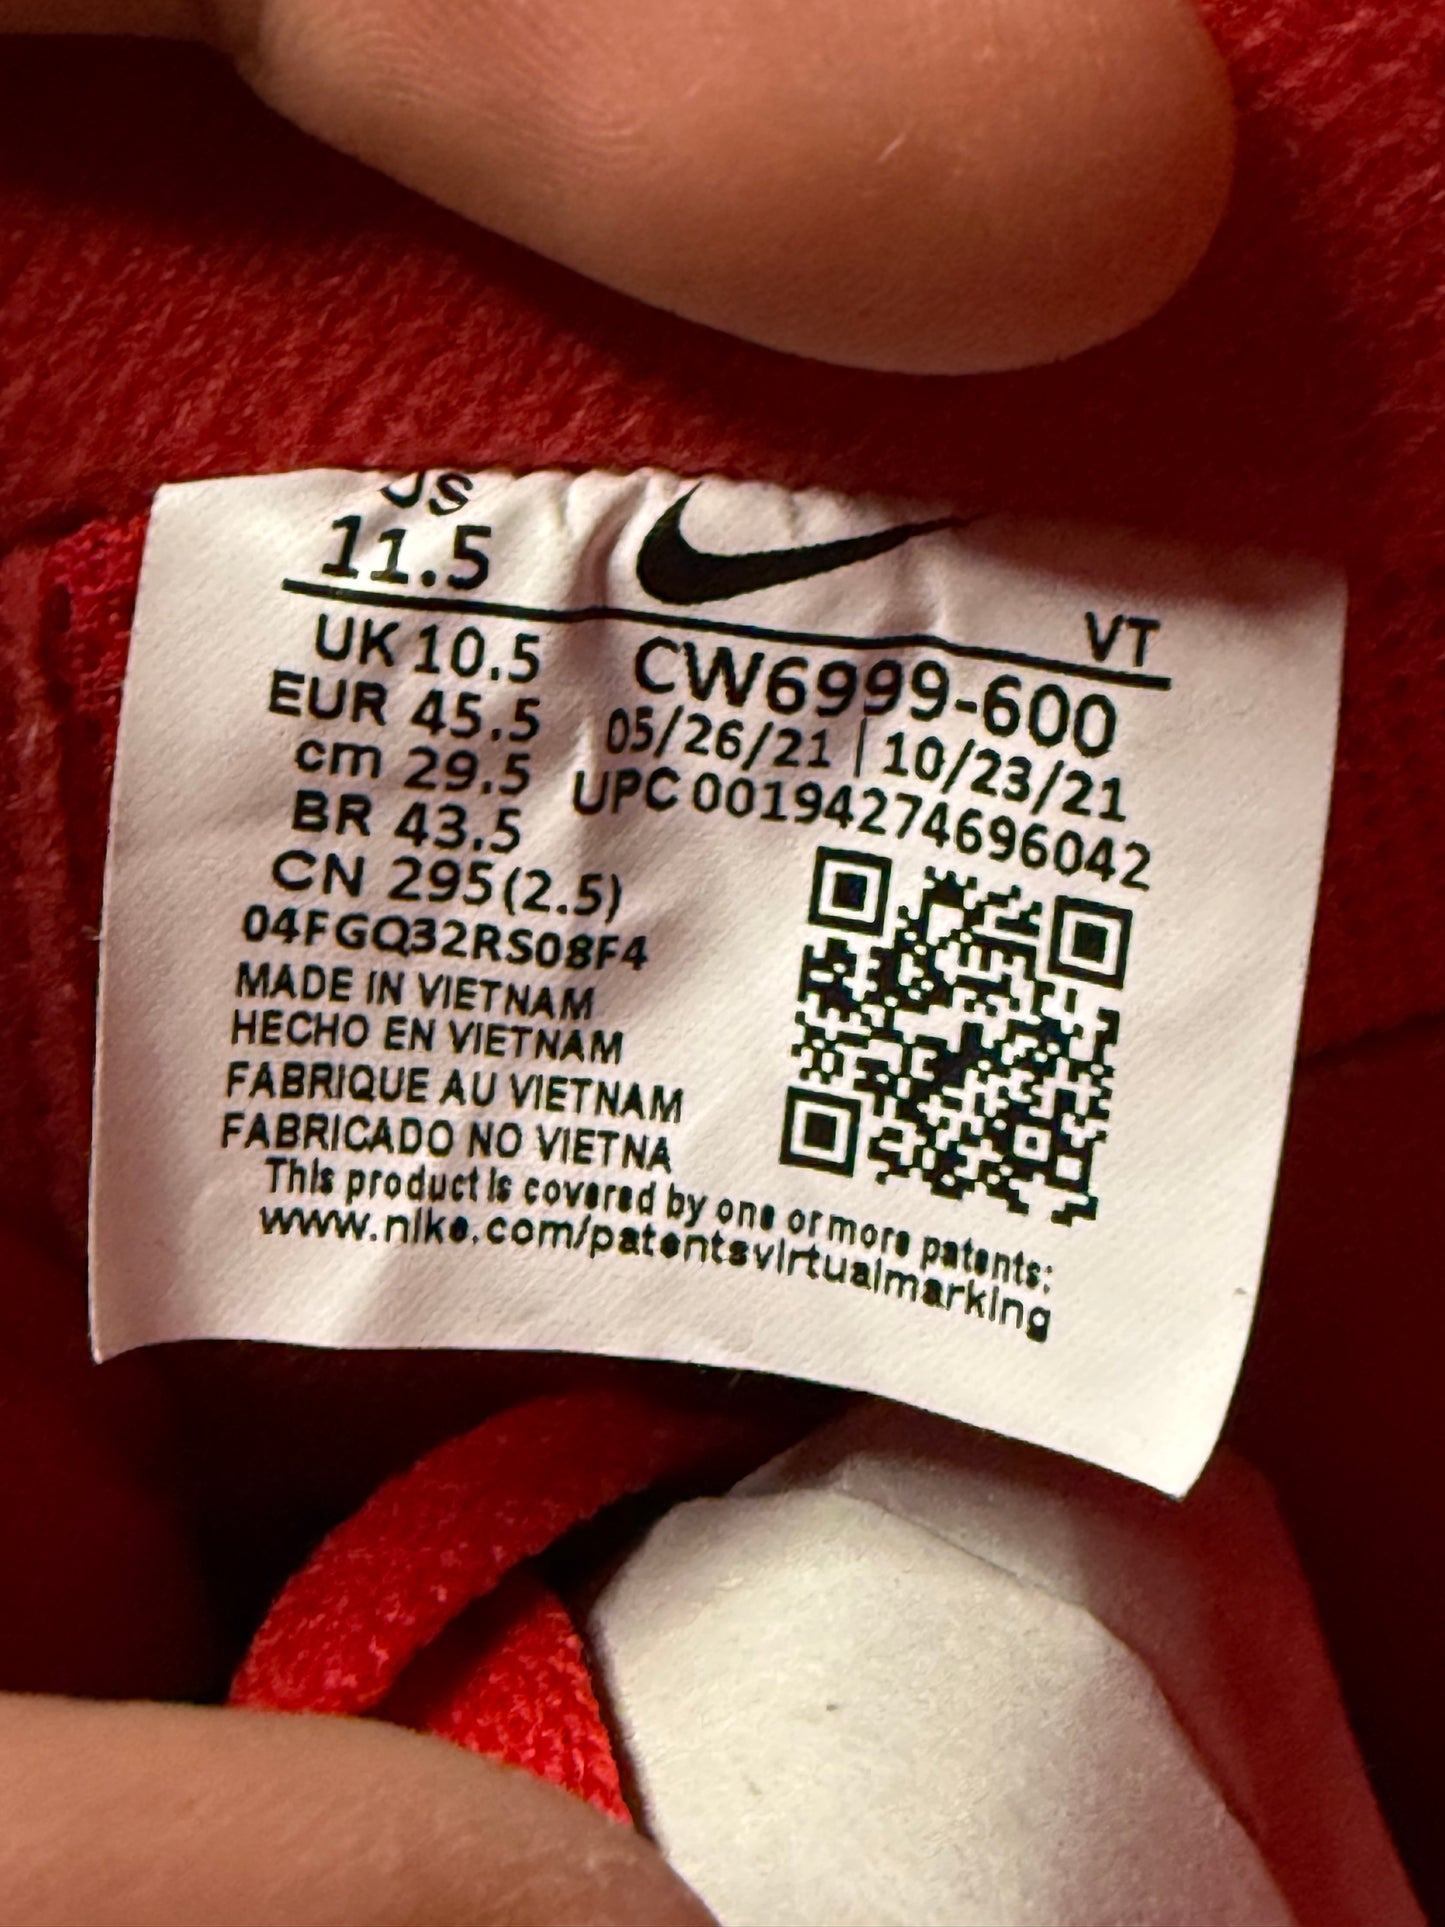 US
11.5
VT
UK 10.5
EUR 45.5
cm 29.5
BR 43.5
CN 295(2.5)
CW6999-600
05/26/21 | 10/23/21
UPC 00194274696042
04FGQ32RS08F4
MADE IN VIETNAM
HECHO EN VIETNAM
FABRIQUE AU VIETNAM
FABRICADO NO VIETNA
This product is covered by one or more patents:
www.nike.com/patentsvirtualmarking